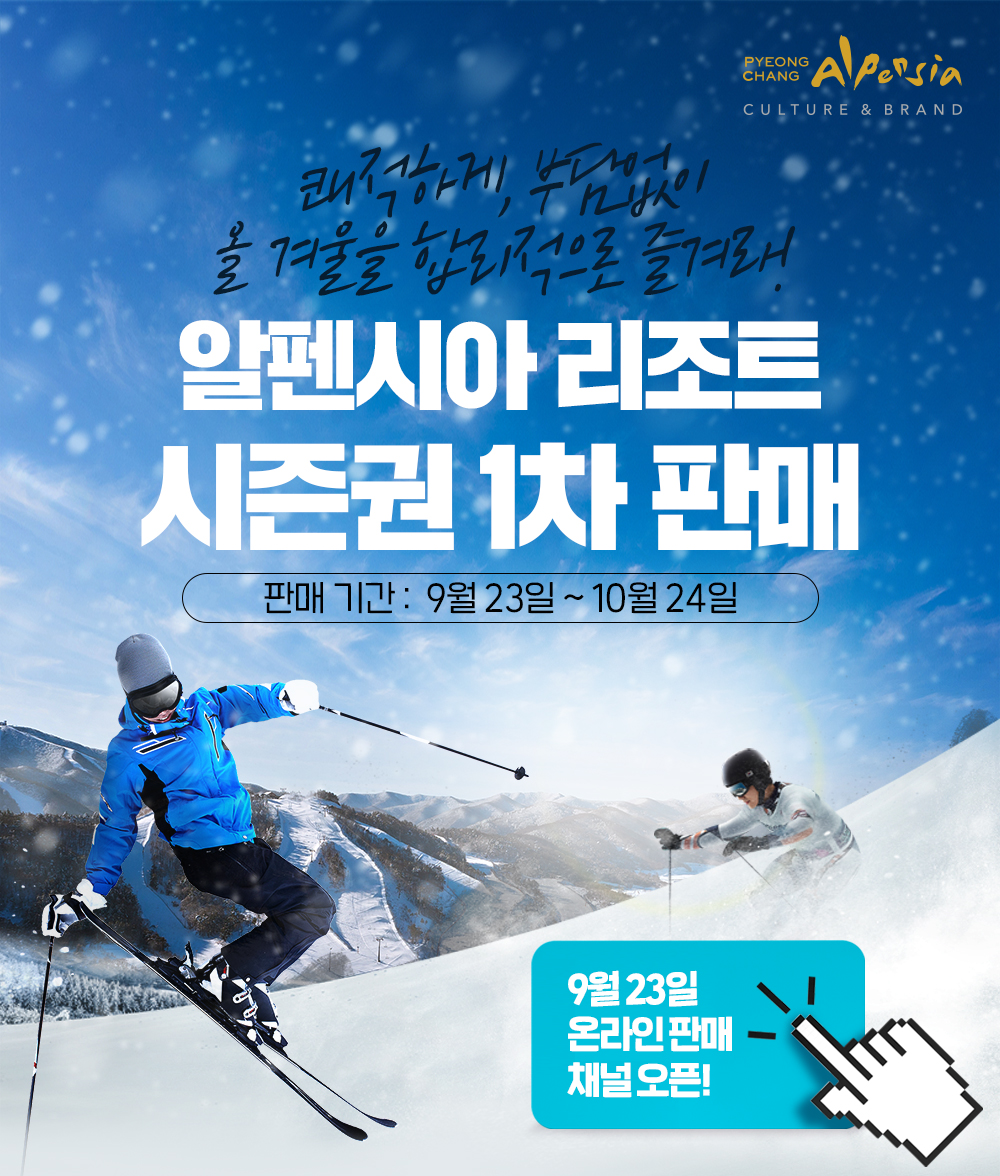 PYEONG CHANG Alpensia
CULTURE & BRAND
쾌적하게, 부담없이
올 겨울을 합리적으로 즐겨라!
알펜시아 리조트
시즌권 1차 판매
판매 기간 : 9월 23일 ~ 10월 24일
9월 23일
온라인 판매
채널 오픈!